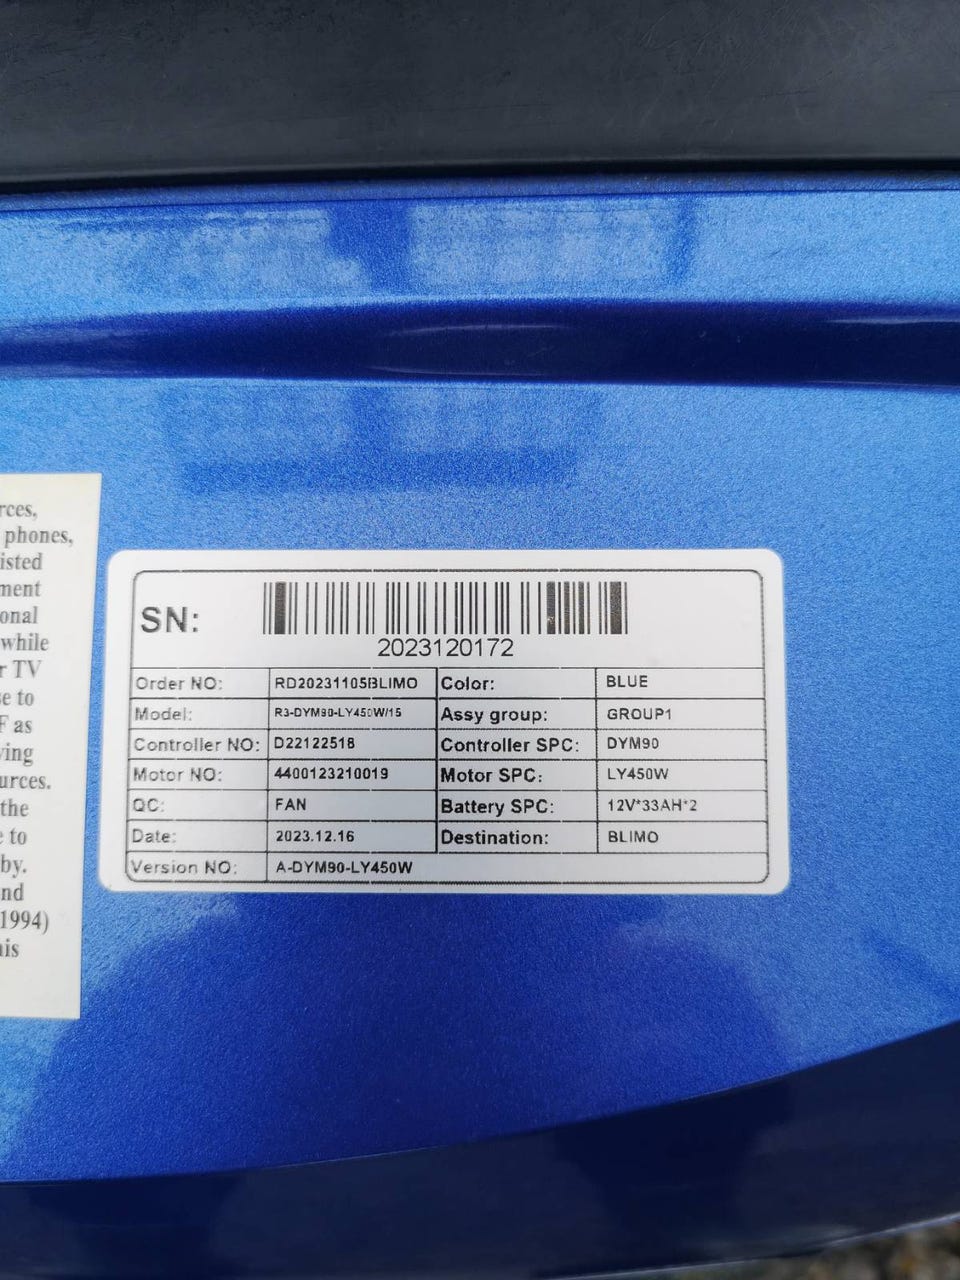 rces,
phones,
isted
ment
onal
while
r TV
se to
F as
ving
urces.
the
e to
by.
nd
1994)
his
SN:
2023120172
Order NO: RD20231105BLIMO Color: BLUE
Model: R3-DYM90-LY450W/15 Assy group: GROUP1
Controller NO: D22122518 Controller SPC: DYM90
Motor NO: 4400123210019 Motor SPC: LY450W
QC: FAN Battery SPC: 12V*33AH*2
Date: 2023.12.16 Destination: BLIMO
Version NO: A-DYM90-LY450W